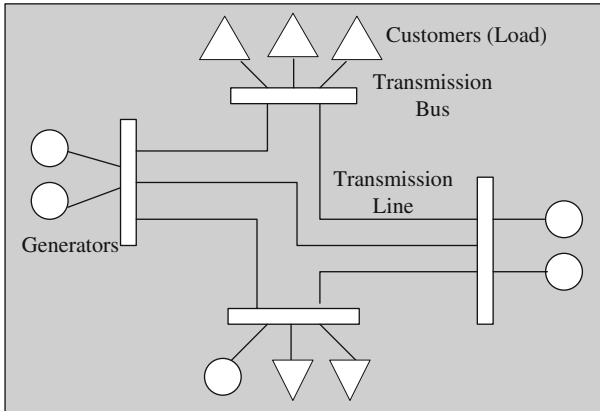 Customers (Load)
Transmission
Bus
Transmission
Line
Generators